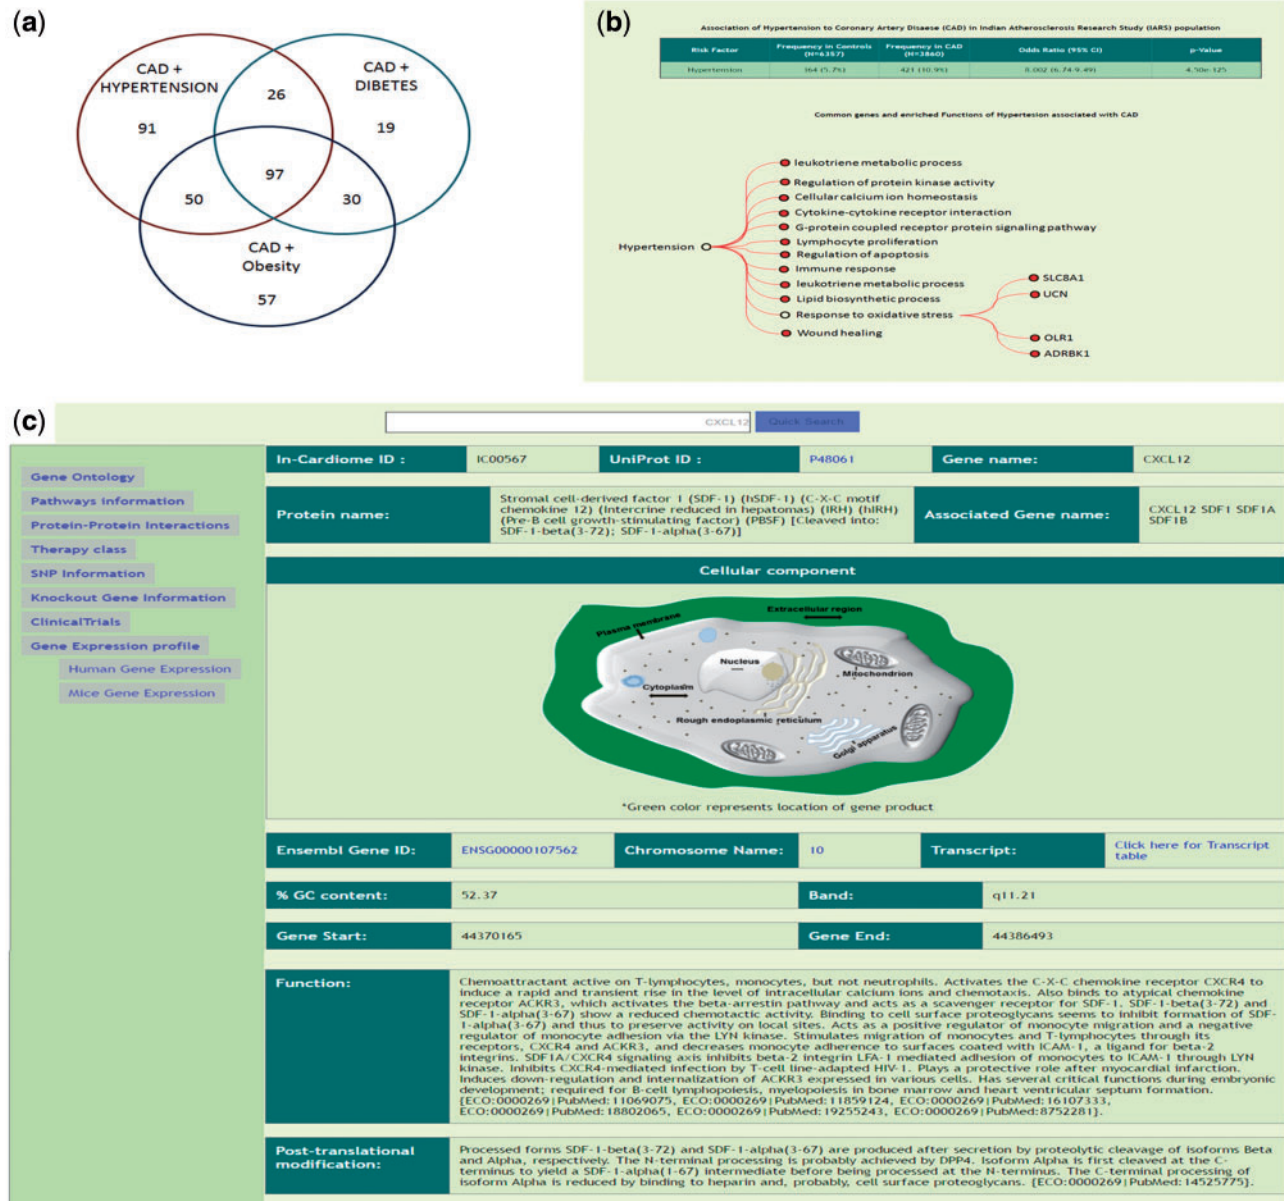 (a)
CAD +
HYPERTENSION
CAD +
DIBETES
26
91
19
97
50
30
CAD +
Obesity
57
(b)
Association of Hypertension to Coronary Artery Disaese (CAD) in Indian Atherosclerosis Research Study (IARS) population
Risk Factor Frequency in Controls (N=6357) Frequency in CAD (N=3860) Odds Ratio (95% CI) p-Value
Hypertension 364 (5.7%) 421 (10.9%) 8.002 (6.74-9.49) 4.50e-125
Common genes and enriched Functions of Hypertesion associated with CAD
Hypertension
leukotriene metabolic process
Regulation of protein kinase activity
Cellular calcium ion homeostasis
Cytokine-cytokine receptor interaction
G-protein coupled receptor protein signaling pathway
Lymphocyte proliferation
Regulation of apoptosis
Immune response
leukotriene metabolic process
Lipid biosynthetic process
Response to oxidative stress
Wound healing
SLC8A1
UCN
OLR1
ADRBK1
(c)
CXCL12 Quick Search
Gene Ontology
Pathways Information
Protein-Protein Interactions
Therapy class
SNP Information
Knockout Gene Information
ClinicalTrials
Gene Expression profile
Human Gene Expression
Mice Gene Expression
In-Cardiome ID : IC00567 UniProt ID : P48061 Gene name: CXCL12
Protein name:
Stromal cell-derived factor 1 (SDF-1) (hSDF-1) (C-X-C motif
chemokine 12) (Intercrine reduced in hepatomas) (IRH) (hIRH)
(Pre-B cell growth-stimulating factor) (PBSF) [Cleaved into:
SDF-1-beta(3-72); SDF-1-alpha(3-67)]
Associated Gene name:
CXCL12 SDF1 SDF1A
SDF1B
Cellular component
Plasma membrane
Extracellular region
Nucleus
Mitochondrion
Cytoplasm
Rough endoplasmic reticulum
Golgi apparatus
*Green color represents location of gene product
Ensembl Gene ID: ENSG00000107562 Chromosome Name: 10 Transcript: Click here for Transcript
table
% GC content: 52.37 Band: q11.21
Gene Start: 44370165 Gene End: 44386493
Function:
Chemoattractant active on T-lymphocytes, monocytes, but not neutrophils. Activates the C-X-C chemokine receptor CXCR4 to
induce a rapid and transient rise in the level of intracellular calcium ions and chemotaxis. Also binds to atypical chemokine
receptor ACKR3, which activates the beta-arrestin pathway and acts as a scavenger receptor for SDF-1. SDF-1-beta(3-72) and
SDF-1-alpha(3-67) show a reduced chemotactic activity. Binding to cell surface proteoglycans seems to inhibit formation of SDF-
1-alpha(3-67) and thus to preserve activity on local sites. Acts as a positive regulator of monocyte migration and a negative
regulator of monocyte adhesion via the LYN kinase. Stimulates migration of monocytes and T-lymphocytes through its
receptors, CXCR4 and ACKR3, and decreases monocyte adherence to surfaces coated with ICAM-1, a ligand for beta-2
integrins. SDF1A/CXCR4 signaling axis inhibits beta-2 integrin LFA-1 mediated adhesion of monocytes to ICAM-1 through LYN
kinase. Inhibits CXCR4-mediated infection by T-cell line-adapted HIV-1. Plays a protective role after myocardial infarction.
Induces down-regulation and internalization of ACKR3 expressed in various cells. Has several critical functions during embryonic
development; required for B-cell lymphopoiesis, myelopoiesis in bone marrow and heart ventricular septum formation.
{ECO:0000269|PubMed:11069075, ECO:0000269|PubMed:11859124, ECO:0000269|PubMed:16107333,
ECO:0000269|PubMed:18802065, ECO:0000269|PubMed:19255243, ECO:0000269|PubMed:8752281}.
Post-translational
modification:
Processed forms SDF-1-beta(3-72) and SDF-1-alpha(3-67) are produced after secretion by proteolytic cleavage of isoforms Beta
and Alpha, respectively. The N-terminal processing is probably achieved by DPP4. Isoform Alpha is first cleaved at the C-
terminus to yield a SDF-1-alpha(1-67) intermediate before being processed at the N-terminus. The C-terminal processing of
isoform Alpha is reduced by binding to heparin and, probably, cell surface proteoglycans. {ECO:0000269|PubMed:14525775}.